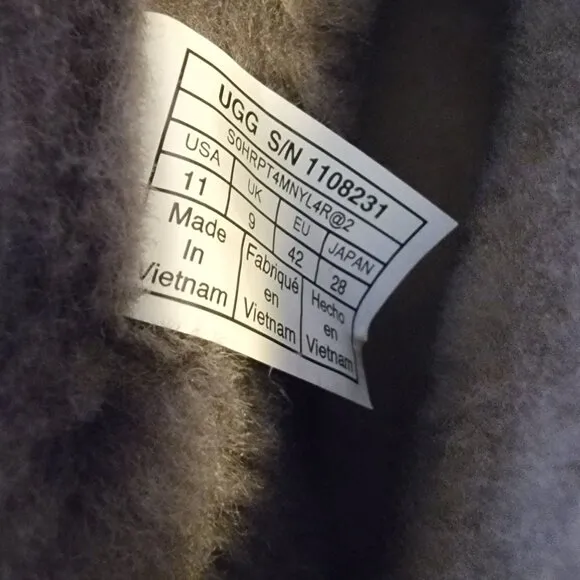 UGG S/N 1108231
S0HRPT4MNYL4R@2
USA UK EU JAPAN
11 9 42 28
Made
In
Vietnam
Fabriqué
en
Vietnam
Hecho
en
Vietnam